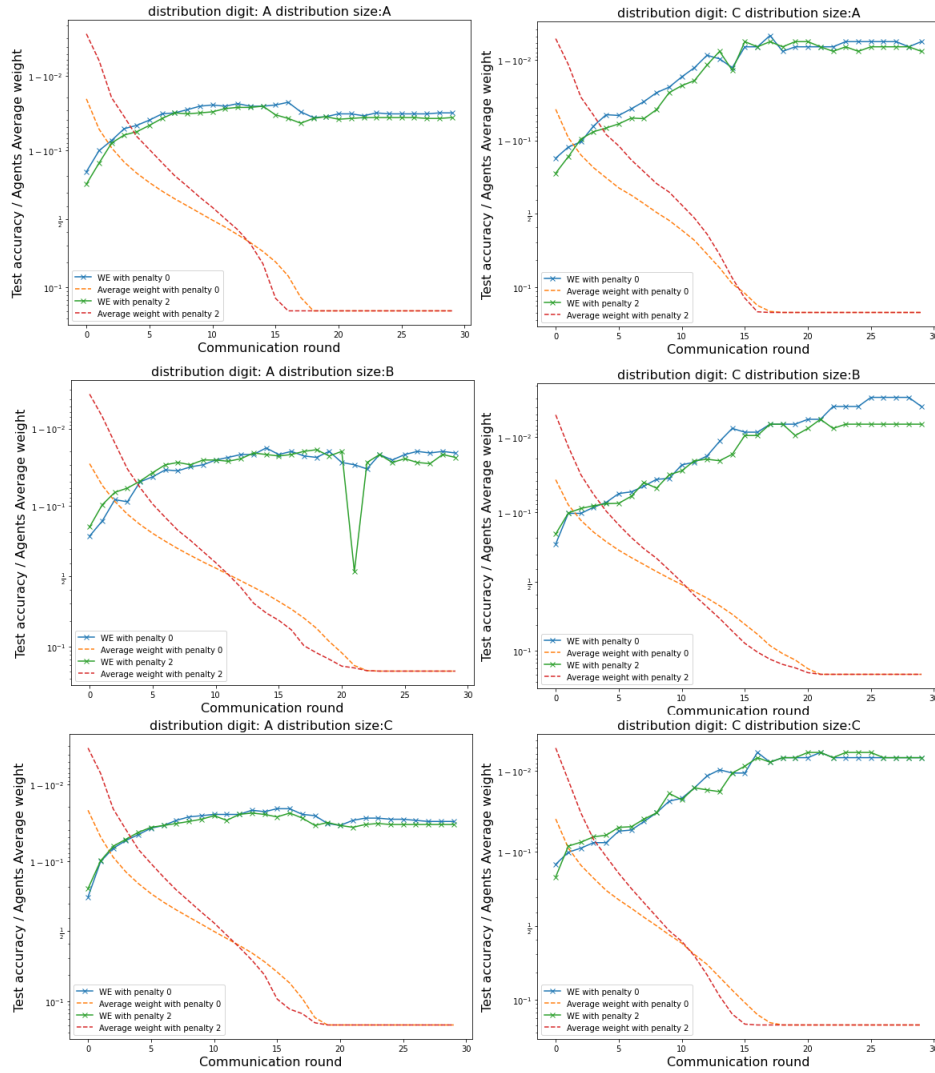 distribution digit: A distribution size:A
Test accuracy / Agents Average weight
1 − 10⁻²
1 − 10⁻¹
½
10⁻¹
WE with penalty 0
Average weight with penalty 0
WE with penalty 2
Average weight with penalty 2
0 5 10 15 20 25 30
Communication round
distribution digit: C distribution size:A
Test accuracy / Agents Average weight
1 − 10⁻²
1 − 10⁻¹
½
10⁻¹
WE with penalty 0
Average weight with penalty 0
WE with penalty 2
Average weight with penalty 2
0 5 10 15 20 25 30
Communication round
distribution digit: A distribution size:B
Test accuracy / Agents Average weight
1 − 10⁻²
1 − 10⁻¹
½
10⁻¹
WE with penalty 0
Average weight with penalty 0
WE with penalty 2
Average weight with penalty 2
0 5 10 15 20 25 30
Communication round
distribution digit: C distribution size:B
Test accuracy / Agents Average weight
1 − 10⁻²
1 − 10⁻¹
½
10⁻¹
WE with penalty 0
Average weight with penalty 0
WE with penalty 2
Average weight with penalty 2
0 5 10 15 20 25 30
Communication round
distribution digit: A distribution size:C
Test accuracy / Agents Average weight
1 − 10⁻²
1 − 10⁻¹
½
10⁻¹
WE with penalty 0
Average weight with penalty 0
WE with penalty 2
Average weight with penalty 2
0 5 10 15 20 25 30
Communication round
distribution digit: C distribution size:C
Test accuracy / Agents Average weight
1 − 10⁻²
1 − 10⁻¹
½
10⁻¹
WE with penalty 0
Average weight with penalty 0
WE with penalty 2
Average weight with penalty 2
0 5 10 15 20 25 30
Communication round